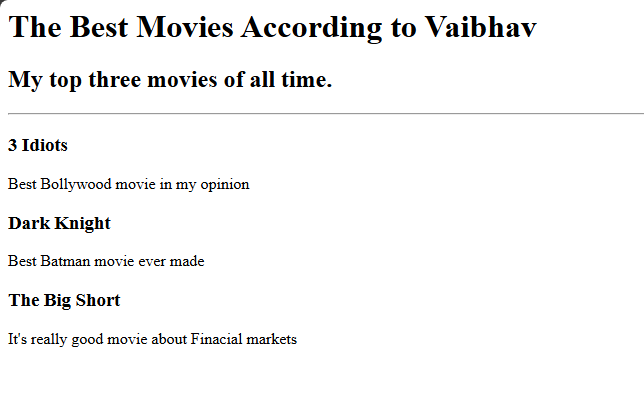 The Best Movies According to Vaibhav
My top three movies of all time.
3 Idiots
Best Bollywood movie in my opinion
Dark Knight
Best Batman movie ever made
The Big Short
It's really good movie about Finacial markets